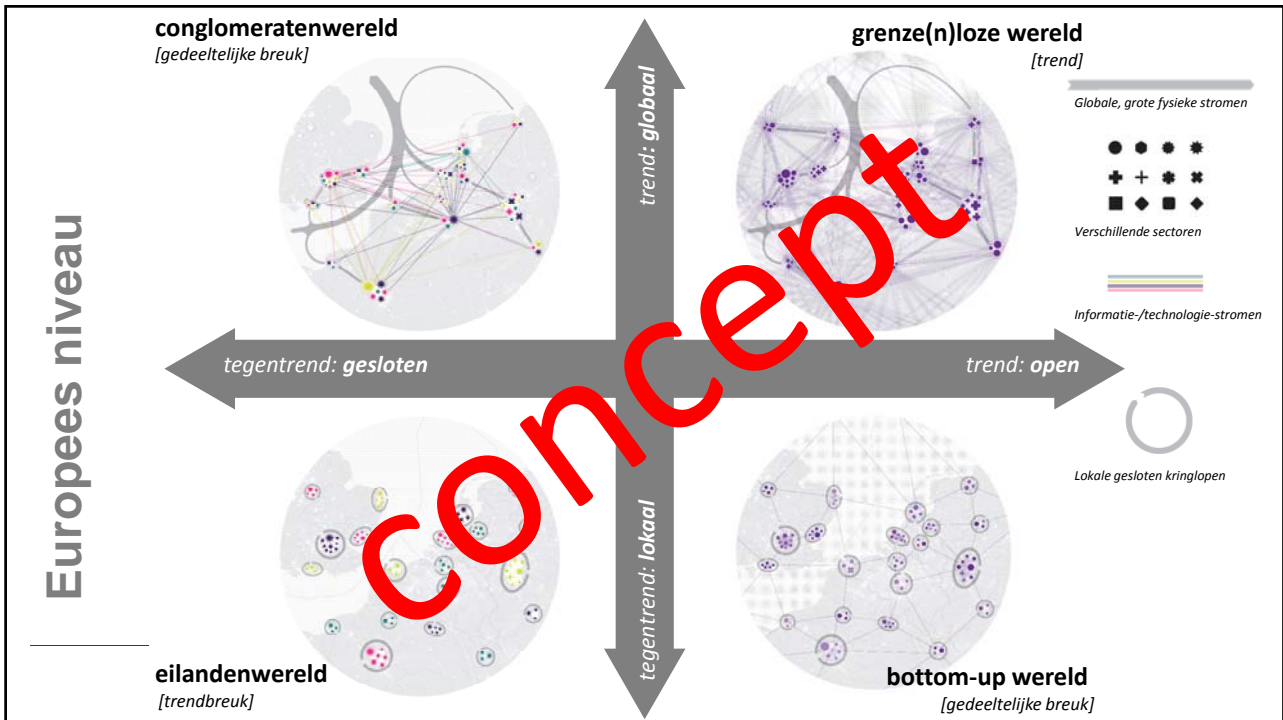 conglomeratenwereld
[gedeeltelijke breuk]
grenze(n)loze wereld
[trend]
Globale, grote fysieke stromen
Verschillende sectoren
Informatie-/technologie-stromen
Lokale gesloten kringlopen
Europees niveau
trend: globaal
tegentrend: gesloten
trend: open
tegentrend: lokaal
concept
eilandenwereld
[trendbreuk]
bottom-up wereld
[gedeeltelijke breuk]